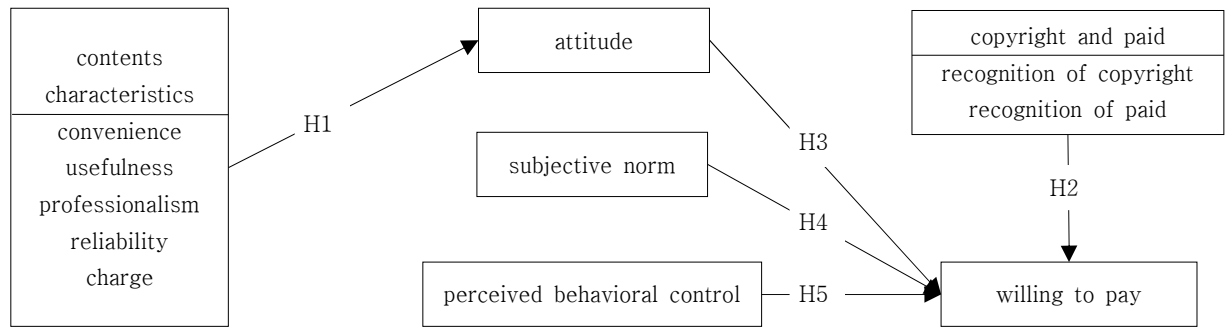 contents
characteristics
convenience
usefulness
professionalism
reliability
charge
H1
attitude
subjective norm
perceived behavioral control
H3
H4
H5
copyright and paid
recognition of copyright
recognition of paid
H2
willing to pay